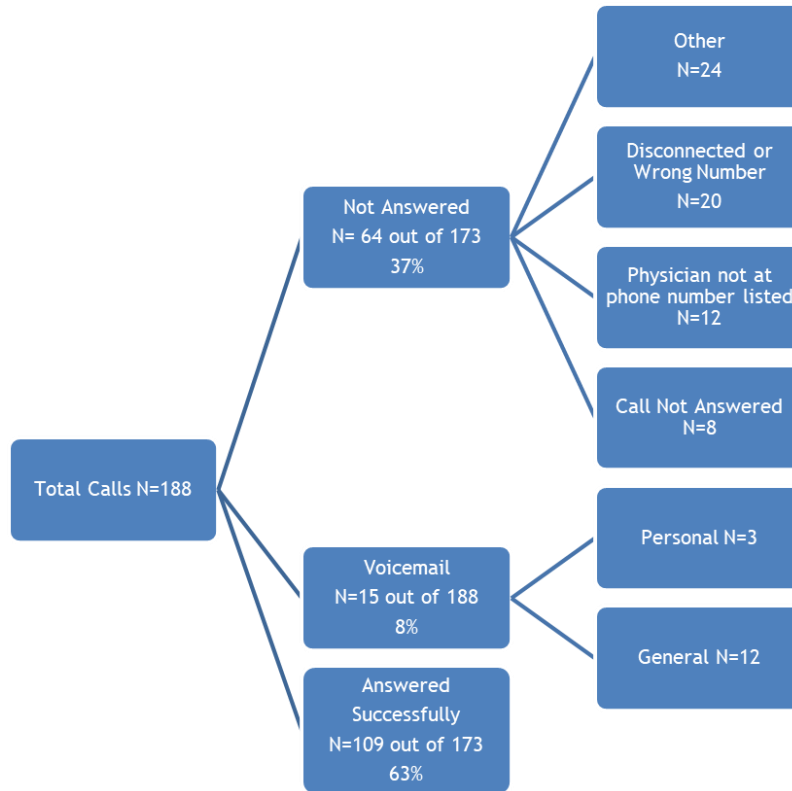 Other
N=24
Disconnected or
Wrong Number
N=20
Not Answered
N= 64 out of 173
37%
Physician not at
phone number listed
N=12
Call Not Answered
N=8
Total Calls N=188
Personal N=3
Voicemail
N=15 out of 188
8%
General N=12
Answered
Successfully
N=109 out of 173
63%